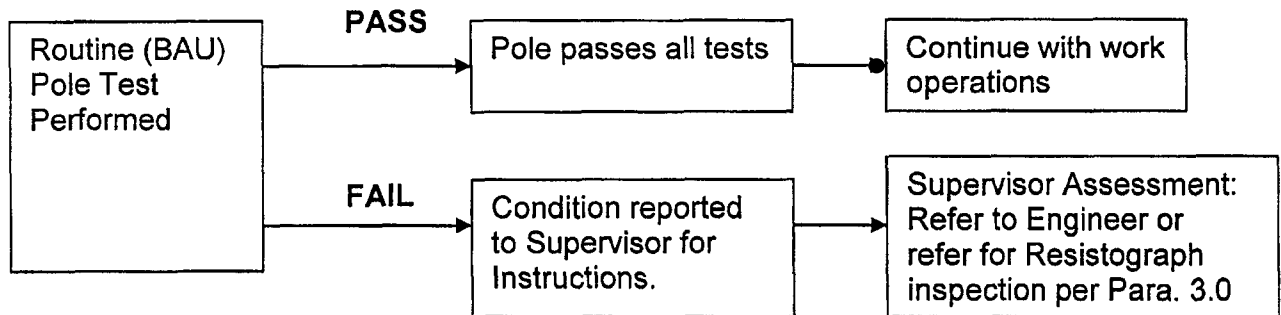 Routine (BAU)
Pole Test
Performed
PASS
Pole passes all tests
Continue with work
operations
FAIL
Condition reported
to Supervisor for
Instructions.
Supervisor Assessment:
Refer to Engineer or
refer for Resistograph
inspection per Para. 3.0